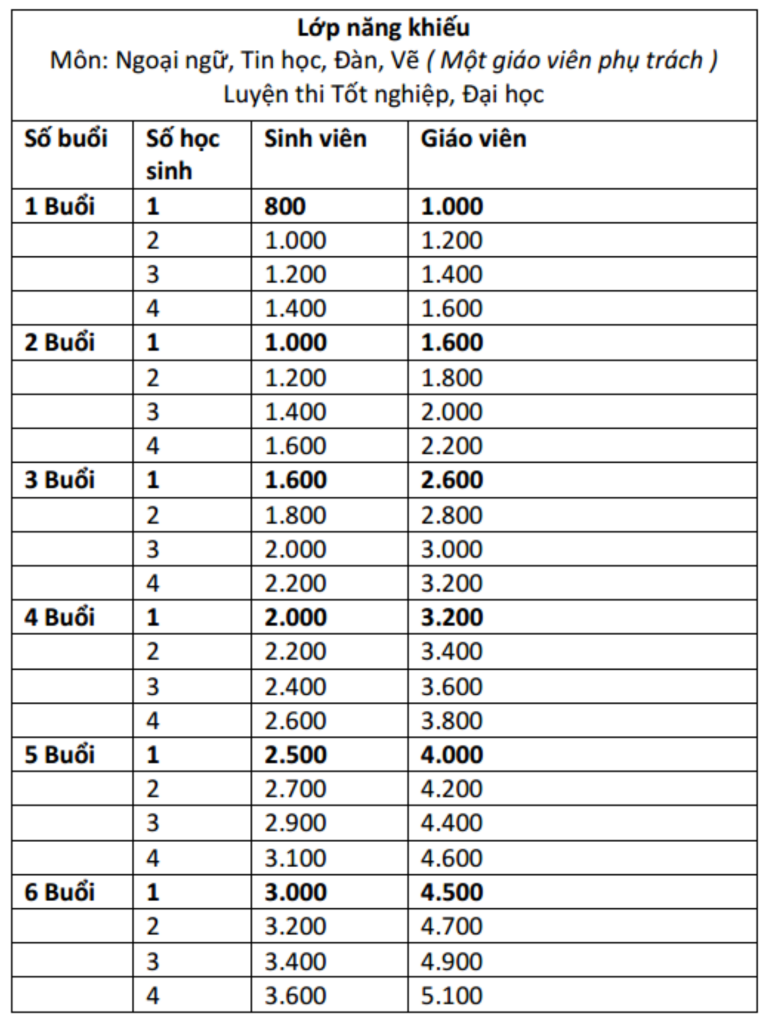 Lớp năng khiếu
Môn: Ngoại ngữ, Tin học, Đàn, Vẽ ( Một giáo viên phụ trách )
Luyện thi Tốt nghiệp, Đại học
Số buổi Số học sinh Sinh viên Giáo viên
1 Buổi 1 800 1.000
2 1.000 1.200
3 1.200 1.400
4 1.400 1.600
2 Buổi 1 1.000 1.600
2 1.200 1.800
3 1.400 2.000
4 1.600 2.200
3 Buổi 1 1.600 2.600
2 1.800 2.800
3 2.000 3.000
4 2.200 3.200
4 Buổi 1 2.000 3.200
2 2.200 3.400
3 2.400 3.600
4 2.600 3.800
5 Buổi 1 2.500 4.000
2 2.700 4.200
3 2.900 4.400
4 3.100 4.600
6 Buổi 1 3.000 4.500
2 3.200 4.700
3 3.400 4.900
4 3.600 5.100